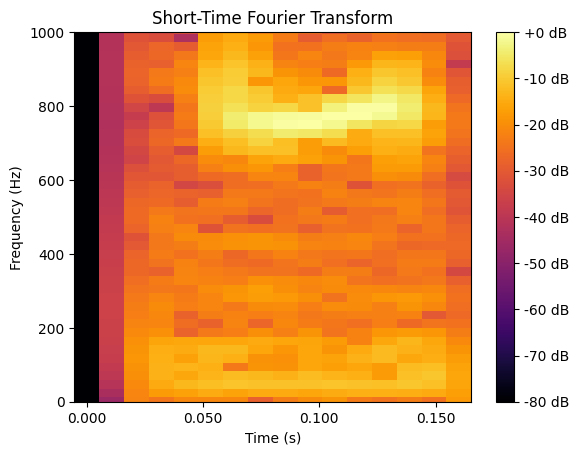 Short-Time Fourier Transform
1000
800
600
400
200
0
Frequency (Hz)
0.000
0.050
0.100
0.150
Time (s)
+0 dB
-10 dB
-20 dB
-30 dB
-40 dB
-50 dB
-60 dB
-70 dB
-80 dB